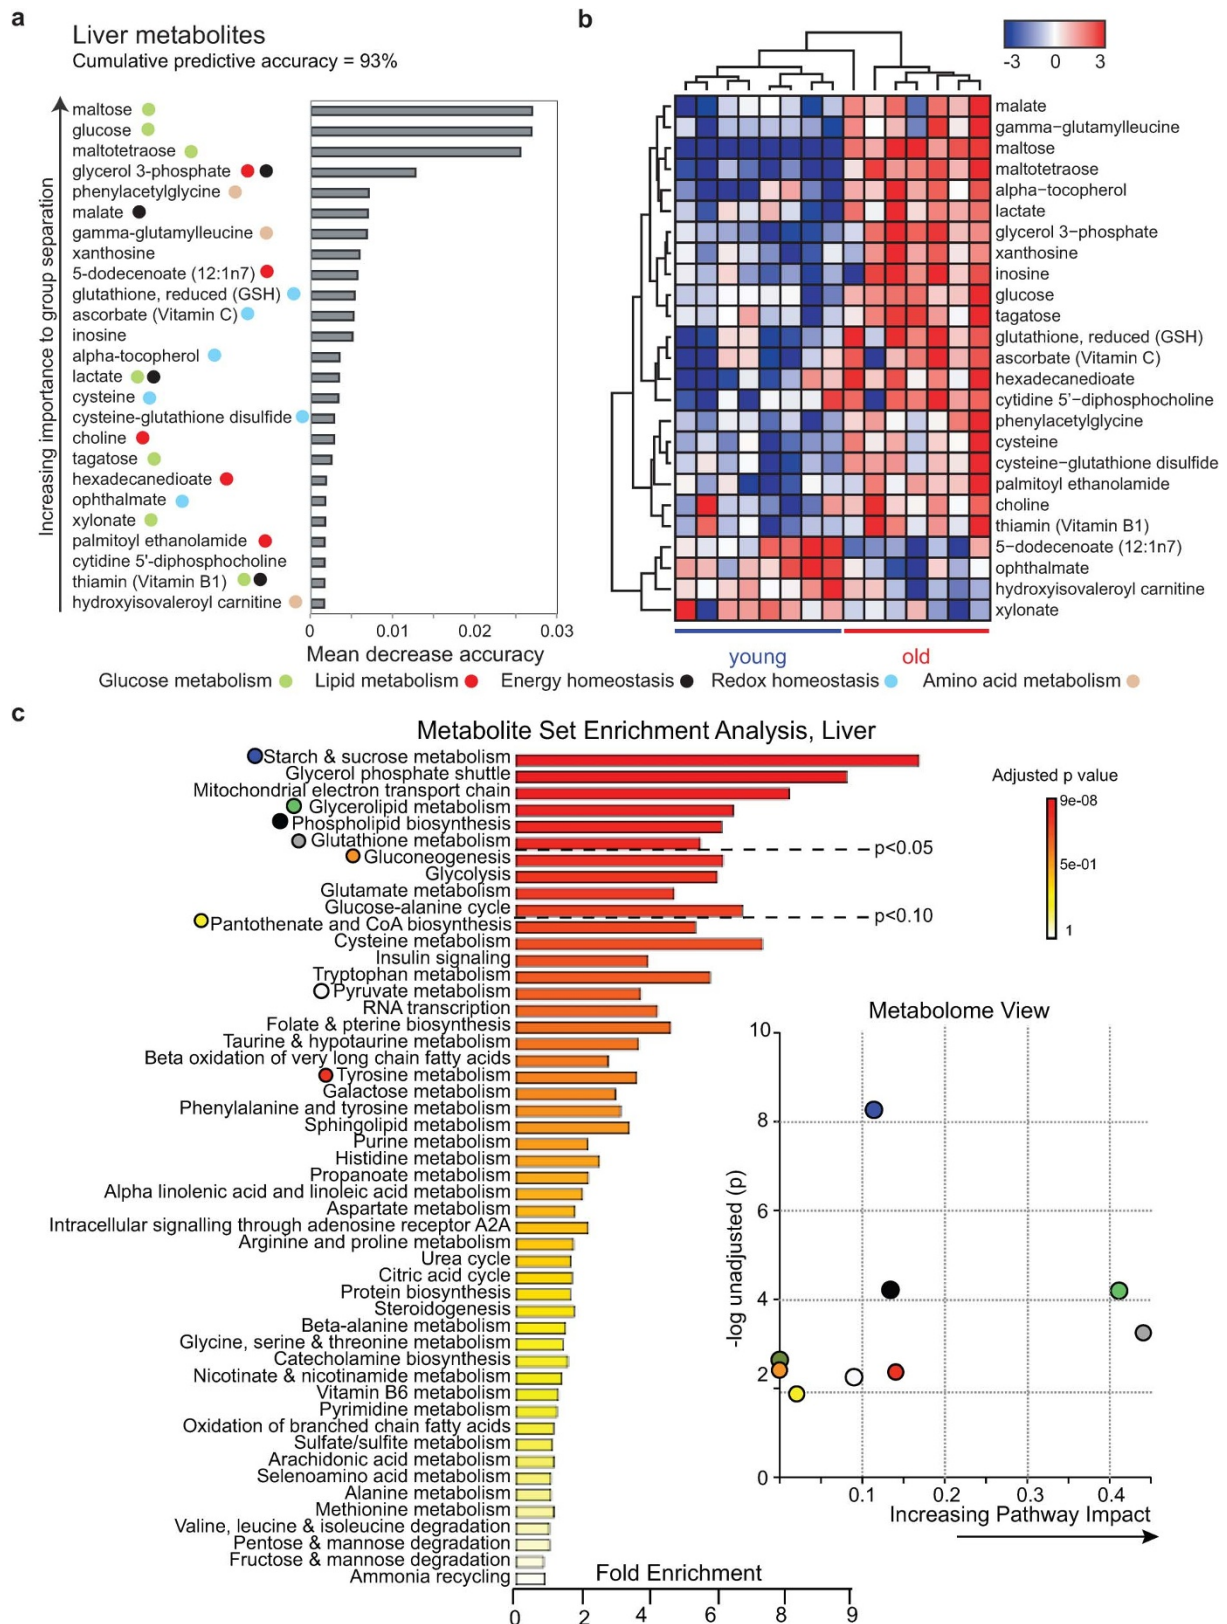 a
Liver metabolites
Cumulative predictive accuracy = 93%
Increasing importance to group separation
maltose
glucose
maltotetraose
glycerol 3-phosphate
phenylacetylglycine
malate
gamma-glutamylleucine
xanthosine
5-dodecenoate (12:1n7)
glutathione, reduced (GSH)
ascorbate (Vitamin C)
inosine
alpha-tocopherol
lactate
cysteine
cysteine-glutathione disulfide
choline
tagatose
hexadecanedioate
ophthalmate
xylonate
palmitoyl ethanolamide
cytidine 5'-diphosphocholine
thiamin (Vitamin B1)
hydroxyisovaleroyl carnitine
0 0.01 0.02 0.03
Mean decrease accuracy
b
-3 0 3
malate
gamma−glutamylleucine
maltose
maltotetraose
alpha−tocopherol
lactate
glycerol 3−phosphate
xanthosine
inosine
glucose
tagatose
glutathione, reduced (GSH)
ascorbate (Vitamin C)
hexadecanedioate
cytidine 5'−diphosphocholine
phenylacetylglycine
cysteine
cysteine−glutathione disulfide
palmitoyl ethanolamide
choline
thiamin (Vitamin B1)
5−dodecenoate (12:1n7)
ophthalmate
hydroxyisovaleroyl carnitine
xylonate
young old
Glucose metabolism Lipid metabolism Energy homeostasis Redox homeostasis Amino acid metabolism
c
Metabolite Set Enrichment Analysis, Liver
Starch & sucrose metabolism
Glycerol phosphate shuttle
Mitochondrial electron transport chain
Glycerolipid metabolism
Phospholipid biosynthesis
Glutathione metabolism
p<0.05
Gluconeogenesis
Glycolysis
Glutamate metabolism
Glucose-alanine cycle
p<0.10
Pantothenate and CoA biosynthesis
Cysteine metabolism
Insulin signaling
Tryptophan metabolism
Pyruvate metabolism
RNA transcription
Folate & pterine biosynthesis
Taurine & hypotaurine metabolism
Beta oxidation of very long chain fatty acids
Tyrosine metabolism
Galactose metabolism
Phenylalanine and tyrosine metabolism
Sphingolipid metabolism
Purine metabolism
Histidine metabolism
Propanoate metabolism
Alpha linolenic acid and linoleic acid metabolism
Aspartate metabolism
Intracellular signalling through adenosine receptor A2A
Arginine and proline metabolism
Urea cycle
Citric acid cycle
Protein biosynthesis
Steroidogenesis
Beta-alanine metabolism
Glycine, serine & threonine metabolism
Catecholamine biosynthesis
Nicotinate & nicotinamide metabolism
Vitamin B6 metabolism
Pyrimidine metabolism
Oxidation of branched chain fatty acids
Sulfate/sulfite metabolism
Arachidonic acid metabolism
Selenoamino acid metabolism
Alanine metabolism
Methionine metabolism
Valine, leucine & isoleucine degradation
Pentose & mannose degradation
Fructose & mannose degradation
Ammonia recycling
Fold Enrichment
0 2 4 6 8 9
Adjusted p value
9e-08
5e-01
1
Metabolome View
-log unadjusted (p)
10
8
6
4
2
0
0.1 0.2 0.3 0.4
Increasing Pathway Impact